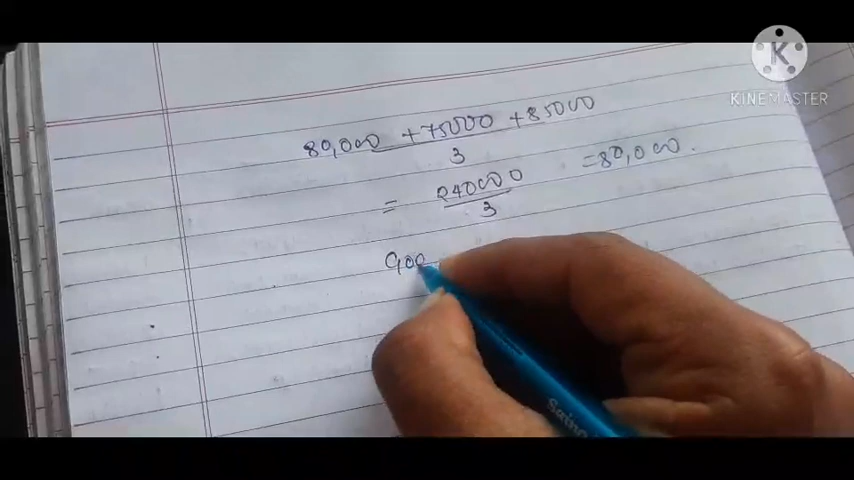 KINEMASTER
80,000 + 75000 + 85000
3
= 240000 = 80,000.
3
900